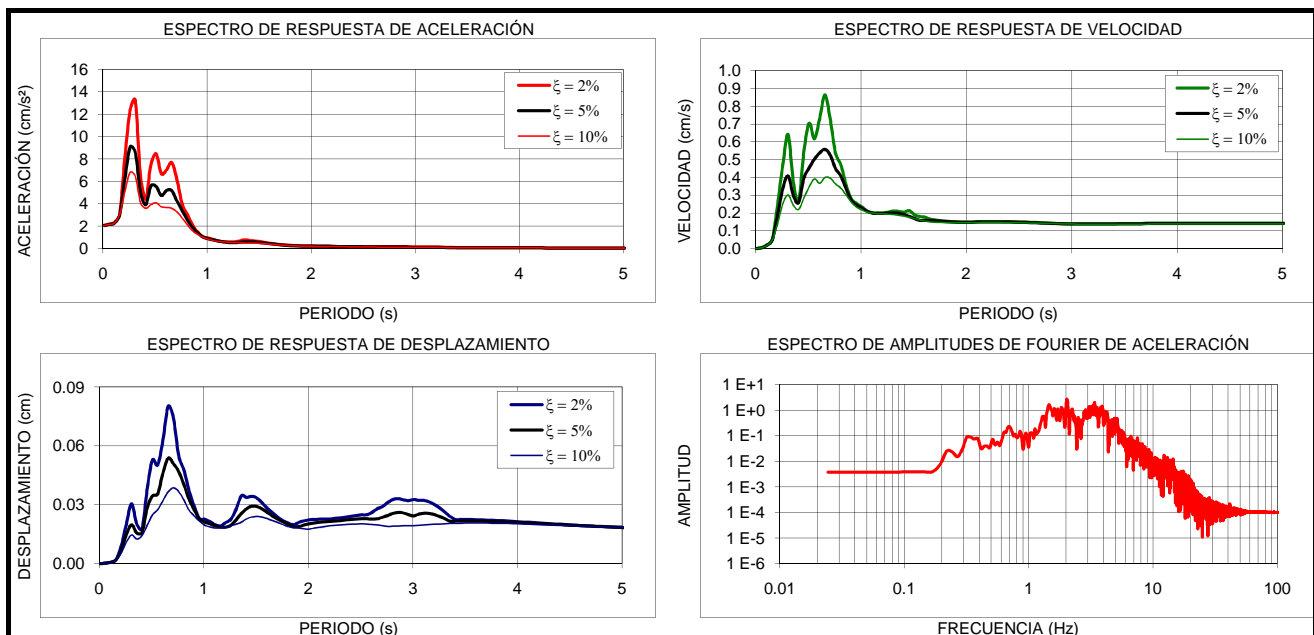 ESPECTRO DE RESPUESTA DE ACELERACIÓN
ACELERACIÓN (cm/s²)
16
14
12
10
8
6
4
2
0
ξ = 2%
ξ = 5%
ξ = 10%
0 1 2 3 4 5
PERIODO (s)
ESPECTRO DE RESPUESTA DE VELOCIDAD
VELOCIDAD (cm/s)
1.0
0.9
0.8
0.7
0.6
0.5
0.4
0.3
0.2
0.1
0.0
ξ = 2%
ξ = 5%
ξ = 10%
0 1 2 3 4 5
PERIODO (s)
ESPECTRO DE RESPUESTA DE DESPLAZAMIENTO
DESPLAZAMIENTO (cm)
0.09
0.06
0.03
0.00
ξ = 2%
ξ = 5%
ξ = 10%
0 1 2 3 4 5
PERIODO (s)
ESPECTRO DE AMPLITUDES DE FOURIER DE ACELERACIÓN
AMPLITUD
1 E+1
1 E+0
1 E-1
1 E-2
1 E-3
1 E-4
1 E-5
1 E-6
0.01 0.1 1 10 100
FRECUENCIA (Hz)